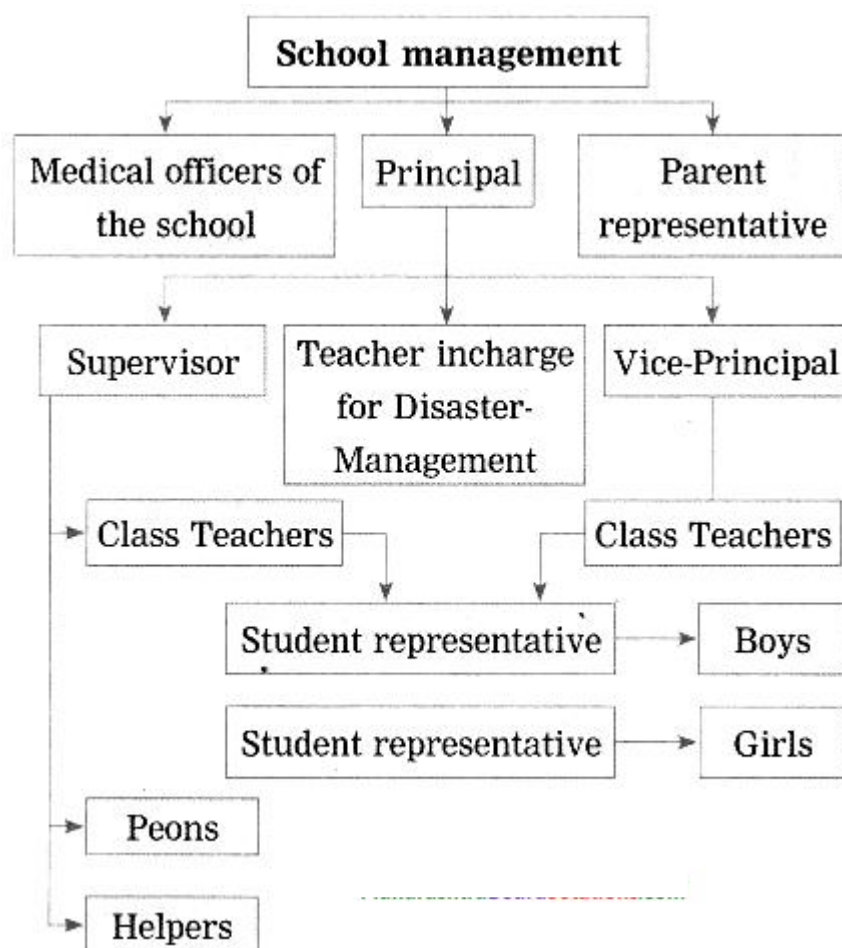 School management
Medical officers of
the school
Principal
Parent
representative
Supervisor
Teacher incharge
for Disaster-
Management
Vice-Principal
Class Teachers
Class Teachers
Student representative
Boys
Student representative
Girls
Peons
Helpers